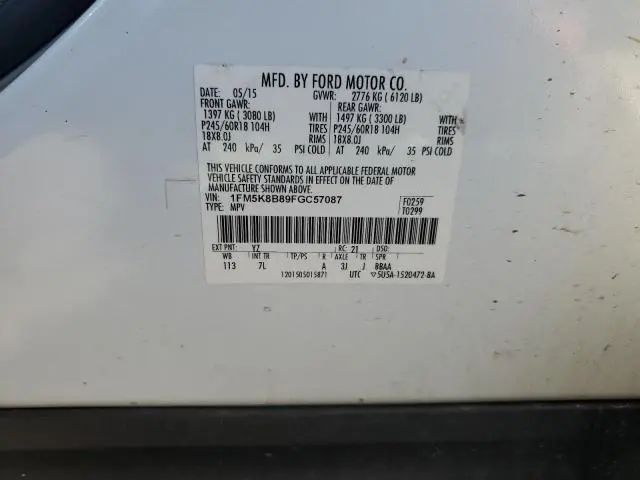 MFD. BY FORD MOTOR CO.
DATE: 05/15 GVWR: 2776 KG ( 6120 LB)
FRONT GAWR: REAR GAWR:
1397 KG ( 3080 LB) WITH 1497 KG ( 3300 LB) WITH
P245/60R18 104H TIRES P245/60R18 104H TIRES
18X8.0J RIMS 18X8.0J RIMS
AT 240 kPa/ 35 PSI COLD AT 240 kPa/ 35 PSI COLD
THIS VEHICLE CONFORMS TO ALL APPLICABLE FEDERAL MOTOR
VEHICLE SAFETY STANDARDS IN EFFECT ON THE DATE OF
MANUFACTURE SHOWN ABOVE.
VIN: 1FM5K8B89FGC57087 F0259
TYPE: MPV T0299
EXT PNT: YZ RC: 21 DSO:
WB INT TR TP/PS R AXLE TR SPR
113 7L A 3J J BBAA
1201505015871 UTC ▽5U5A-1520472-BA